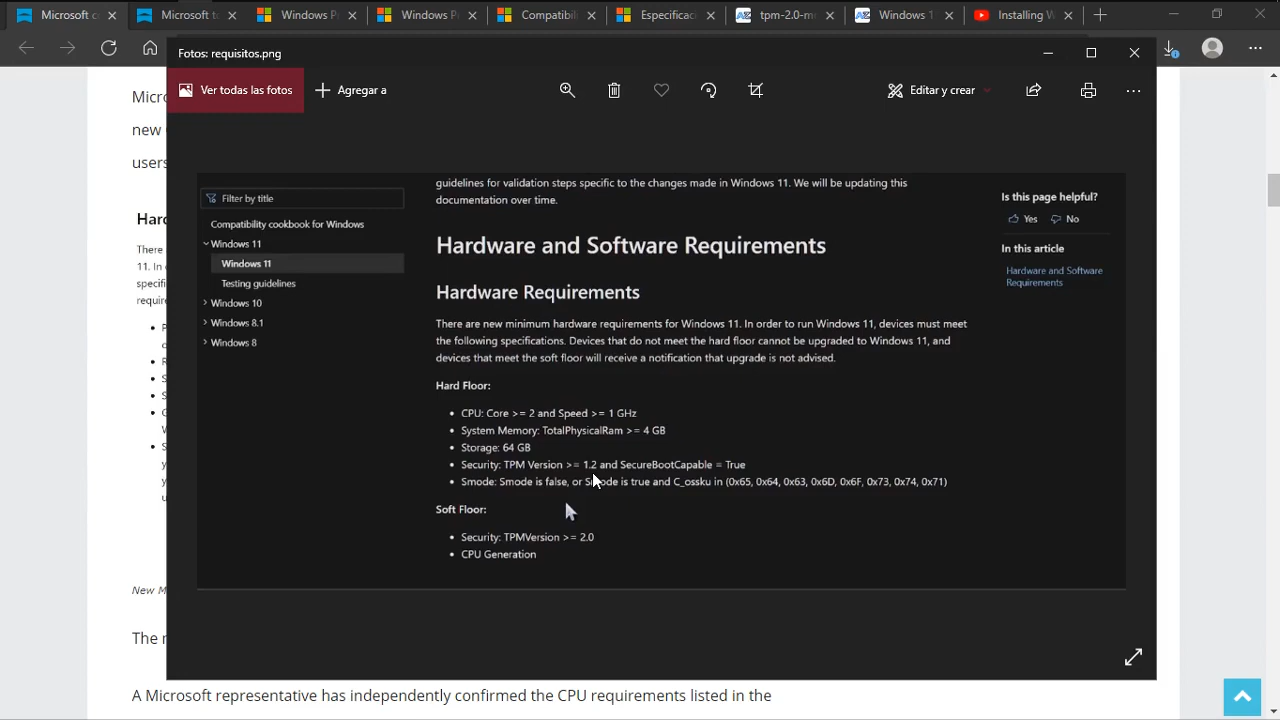 Microsoft c
Microsoft to
Windows P
Windows P
Compatib
Especificac
tpm-2.0-m
Windows 1
Installing W
Fotos: requisitos.png
Ver todas las fotos
Agregar a
Editar y crear
Micro
new
users
Hard
There
11. In
specifi
requir
New M
The r
Filter by title
Compatibility cookbook for Windows
Windows 11
Windows 11
Testing guidelines
Windows 10
Windows 8.1
Windows 8
guidelines for validation steps specific to the changes made in Windows 11. We will be updating this
documentation over time.
Hardware and Software Requirements
Hardware Requirements
There are new minimum hardware requirements for Windows 11. In order to run Windows 11, devices must meet
the following specifications. Devices that do not meet the hard floor cannot be upgraded to Windows 11, and
devices that meet the soft floor will receive a notification that upgrade is not advised.
Hard Floor:
• CPU: Core >= 2 and Speed >= 1 GHz
• System Memory: TotalPhysicalRam >= 4 GB
• Storage: 64 GB
• Security: TPM Version >= 1.2 and SecureBootCapable = True
• Smode: Smode is false, or Smode is true and C_ossku in (0x65, 0x64, 0x63, 0x6D, 0x6F, 0x73, 0x74, 0x71)
Soft Floor:
• Security: TPMVersion >= 2.0
• CPU Generation
Is this page helpful?
Yes No
In this article
Hardware and Software
Requirements
A Microsoft representative has independently confirmed the CPU requirements listed in the